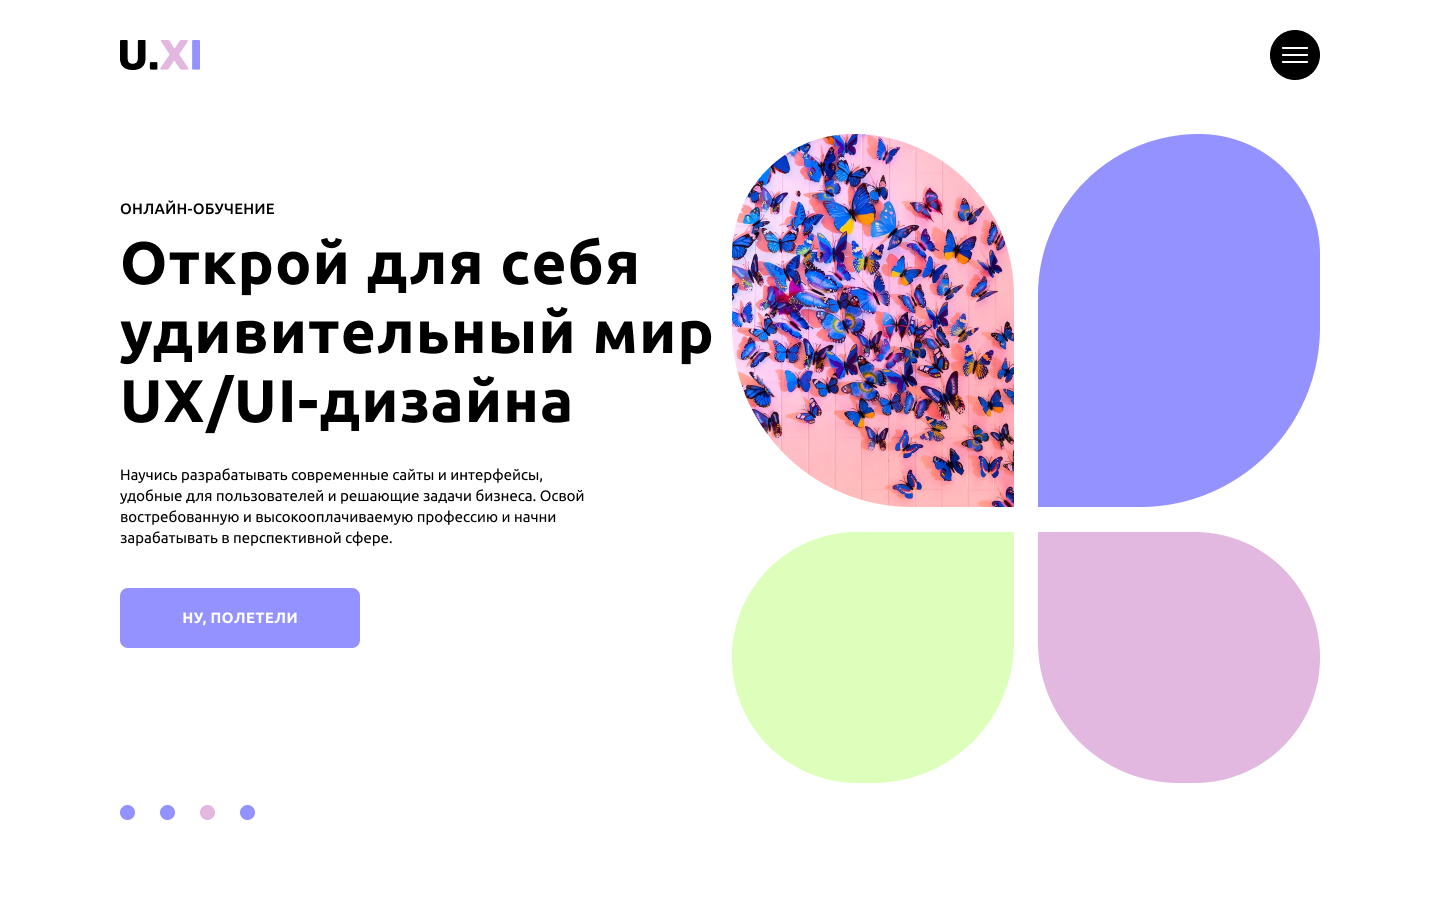 U.XI
ОНЛАЙН-ОБУЧЕНИЕ
Открой для себя
удивительный мир
UX/UI-дизайна
Научись разрабатывать современные сайты и интерфейсы,
удобные для пользователей и решающие задачи бизнеса. Освой
востребованную и высокооплачиваемую профессию и начни
зарабатывать в перспективной сфере.
НУ, ПОЛЕТЕЛИ